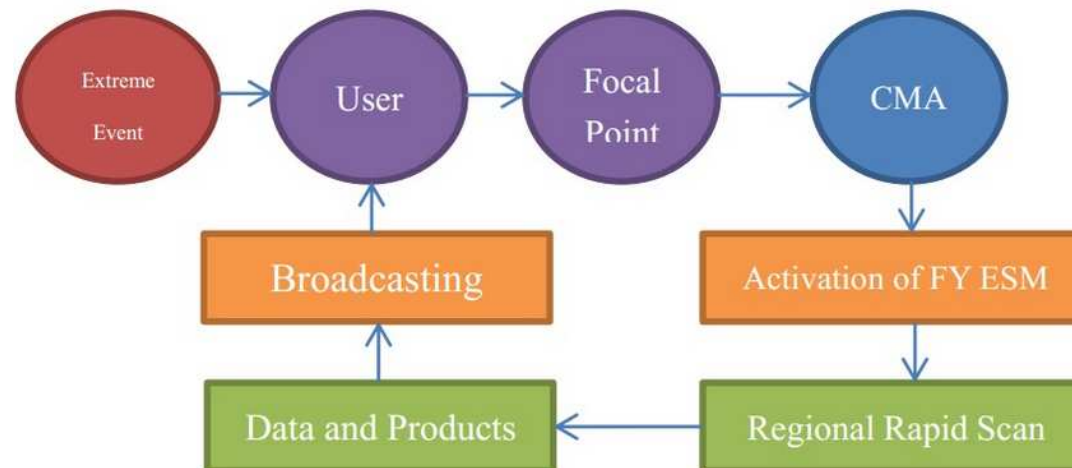 Extreme
Event
User
Focal
Point
CMA
Broadcasting
Activation of FY ESM
Data and Products
Regional Rapid Scan